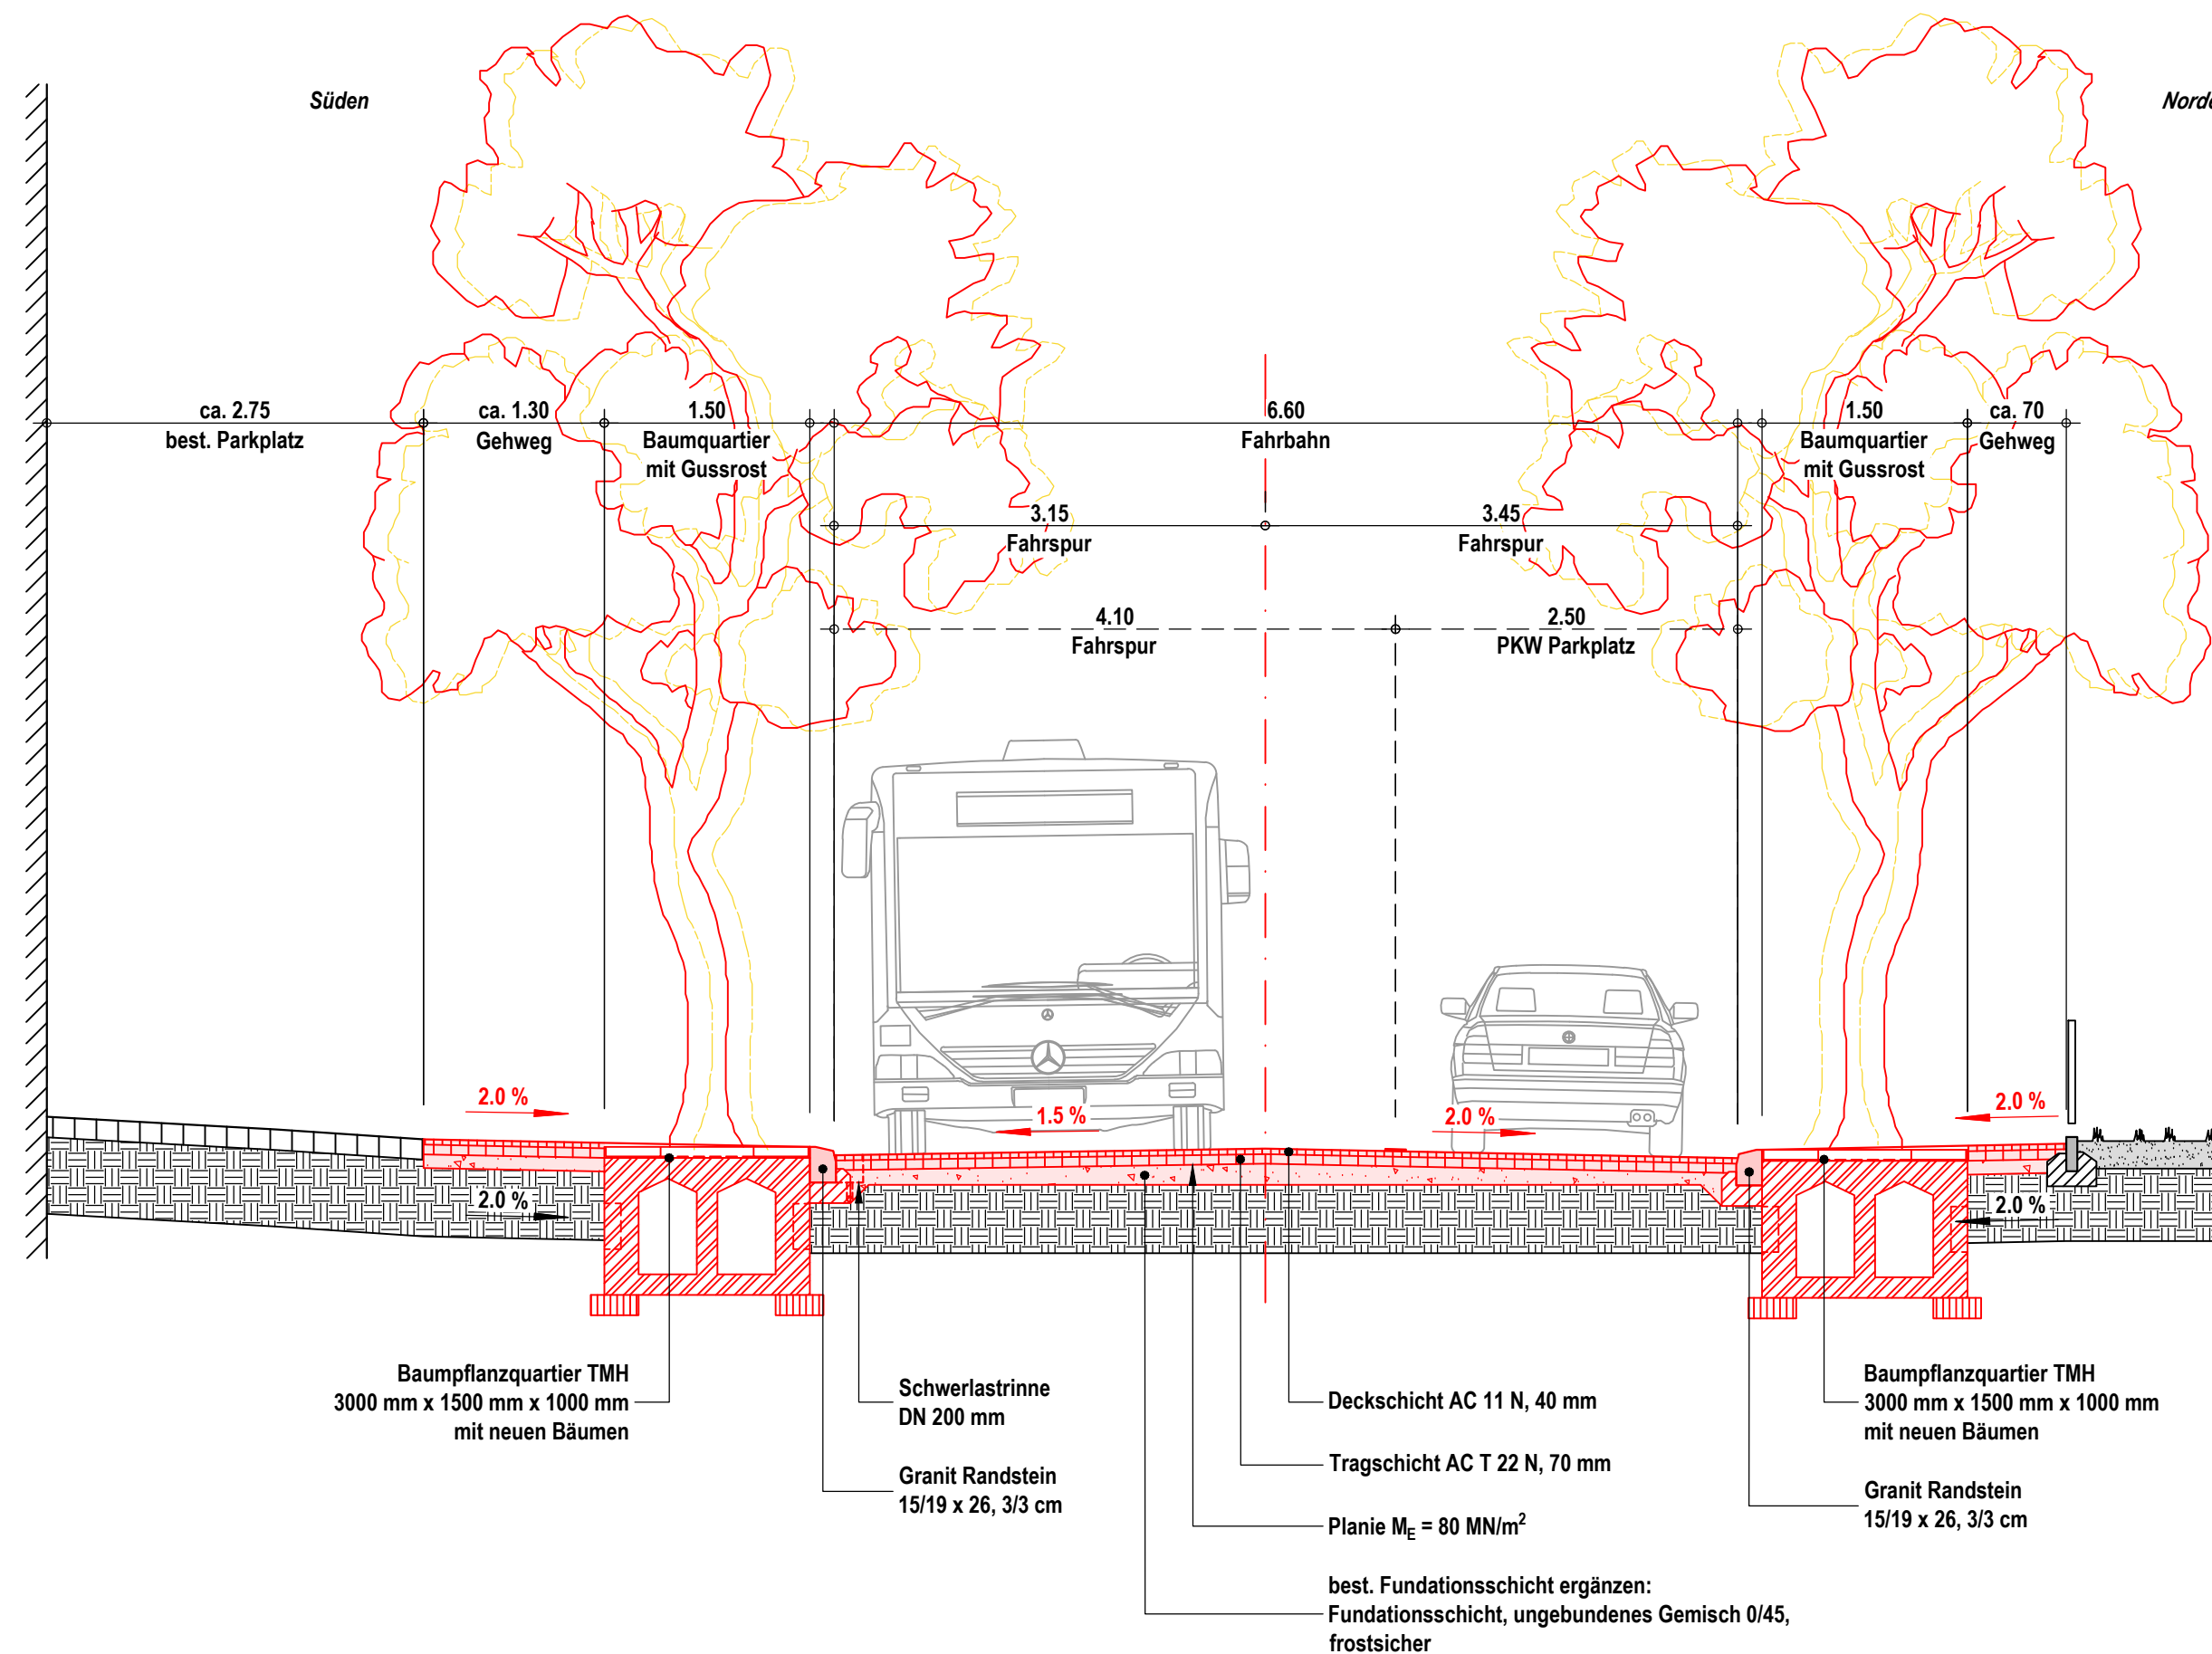 Süden
ca. 2.75
best. Parkplatz
ca. 1.30
Gehweg
1.50
Baumquartier
mit Gussrost
6.60
Fahrbahn
1.50
Baumquartier
mit Gussrost
ca. 70
Gehweg
3.15
Fahrspur
3.45
Fahrspur
4.10
Fahrspur
2.50
PKW Parkplatz
2.0 %
1.5 %
2.0 %
2.0 %
2.0 %
2.0 %
Baumpflanzquartier TMH
3000 mm x 1500 mm x 1000 mm
mit neuen Bäumen
Schwerlastrinne
DN 200 mm
Granit Randstein
15/19 x 26, 3/3 cm
Deckschicht AC 11 N, 40 mm
Tragschicht AC T 22 N, 70 mm
Planie M_E = 80 MN/m²
best. Fundationsschicht ergänzen:
Fundationsschicht, ungebundenes Gemisch 0/45,
frostsicher
Baumpflanzquartier TMH
3000 mm x 1500 mm x 1000 mm
mit neuen Bäumen
Granit Randstein
15/19 x 26, 3/3 cm